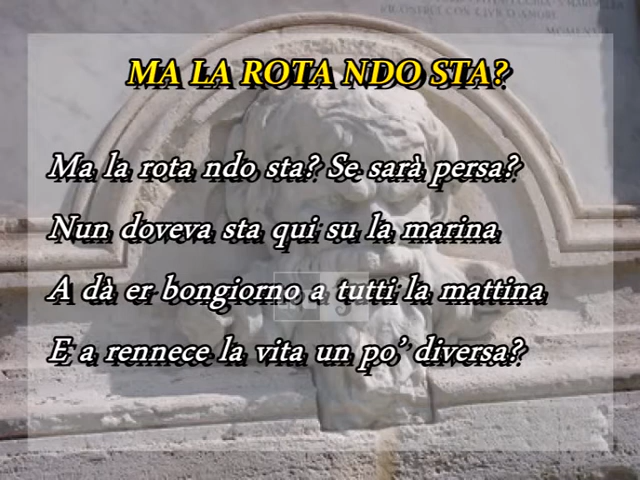 MA LA ROTA NDO STA?
Ma la rota ndo sta? Se sarà persa?
Nun doveva sta qui su la marina
A dà er bongiorno a tutti la mattina
E a rennece la vita un po' diversa?